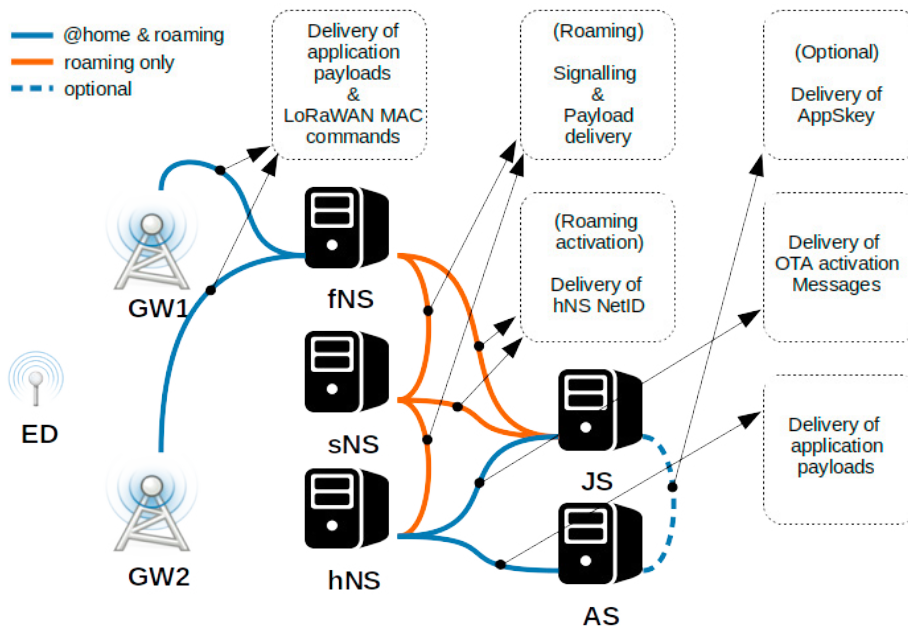 @home & roaming
roaming only
optional
Delivery of
application
payloads
&
LoRaWAN MAC
commands
(Roaming)
Signalling
&
Payload
delivery
(Optional)
Delivery of
AppSkey
GW1
fNS
(Roaming
activation)
Delivery of
hNS NetID
Delivery of
OTA activation
Messages
ED
sNS
JS
Delivery of
application
payloads
GW2
hNS
AS